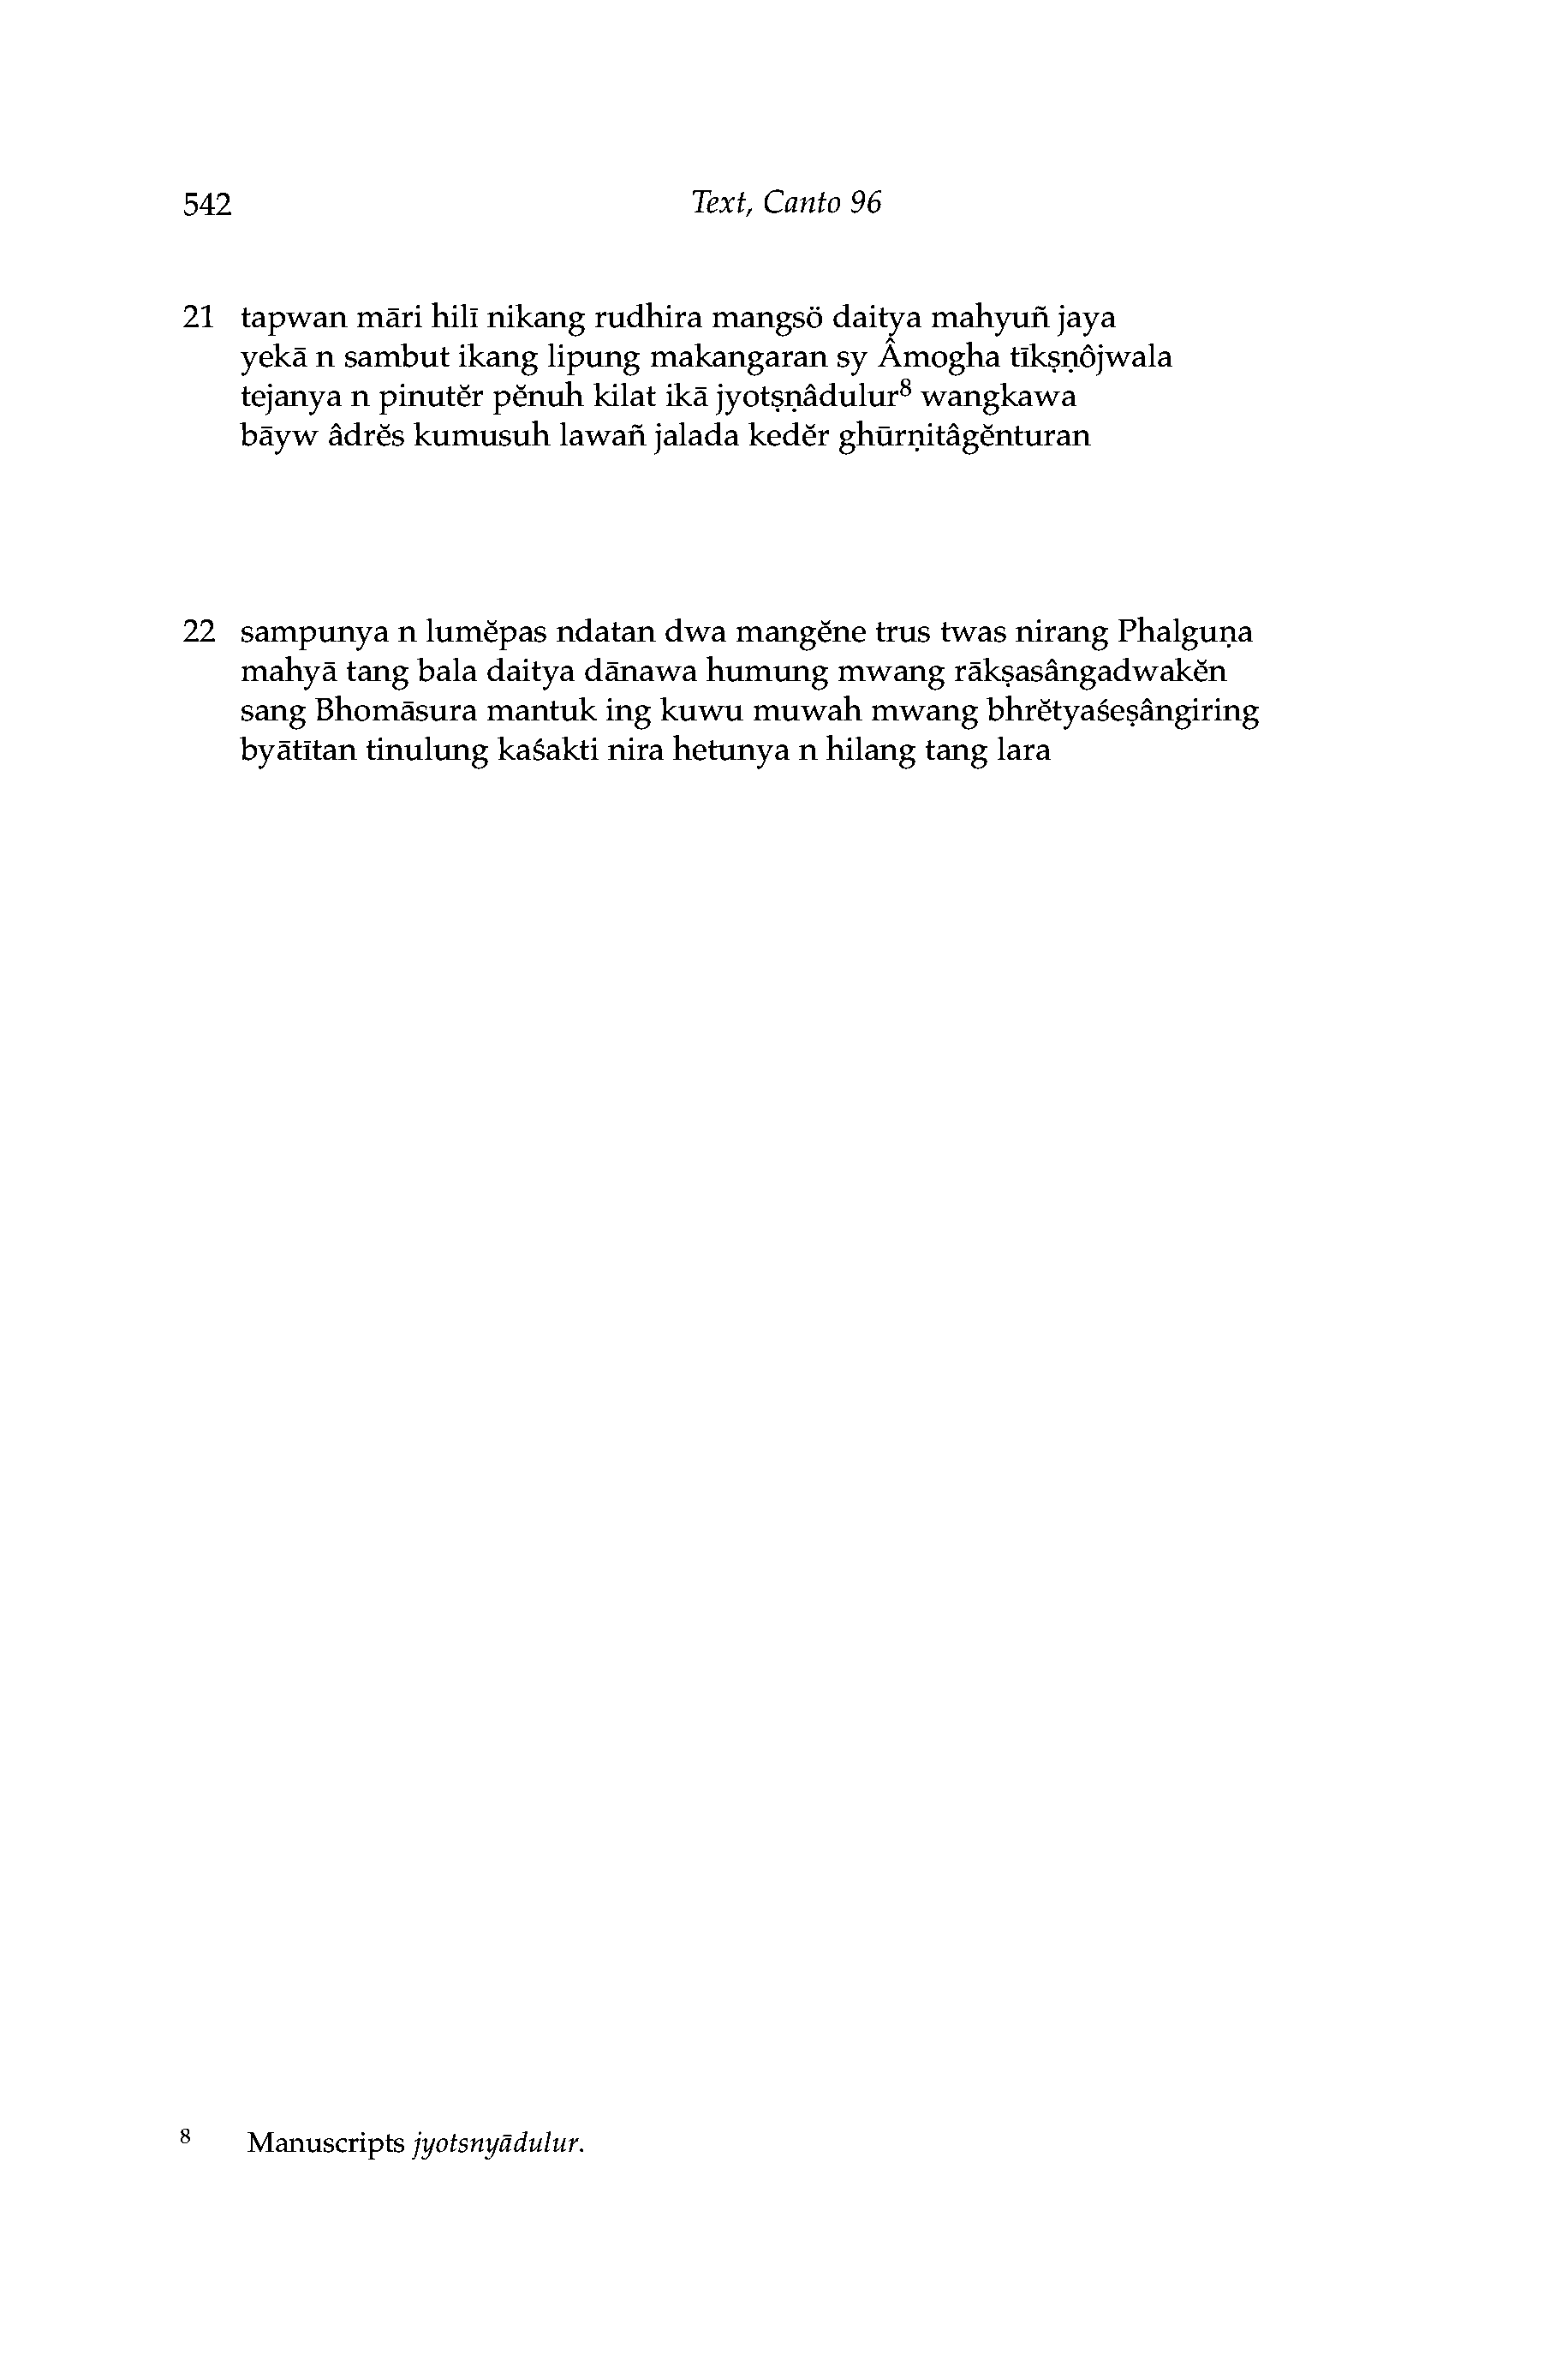 542 Text, Canto 96
21 tapwan māri hilī nikang rudhira mangsö daitya mahyuñ jaya
yekā n sambut ikang lipung makangaran sy Âmogha tīkṣṇôjwala
tejanya n pinutĕr pĕnuh kilat ikā jyotṣṇâdulur⁸ wangkawa
bāyw âdrĕs kumusuh lawañ jalada kedĕr ghūrṇitâgĕnturan
22 sampunya n lumĕpas ndatan dwa mangĕne trus twas nirang Phalguṇa
mahyā tang bala daitya dānawa humung mwang rākṣasângadwakĕn
sang Bhomāsura mantuk ing kuwu muwah mwang bhrĕtyaśeṣângiring
byātītan tinulung kaśakti nira hetunya n hilang tang lara
⁸ Manuscripts jyotsnyādulur.